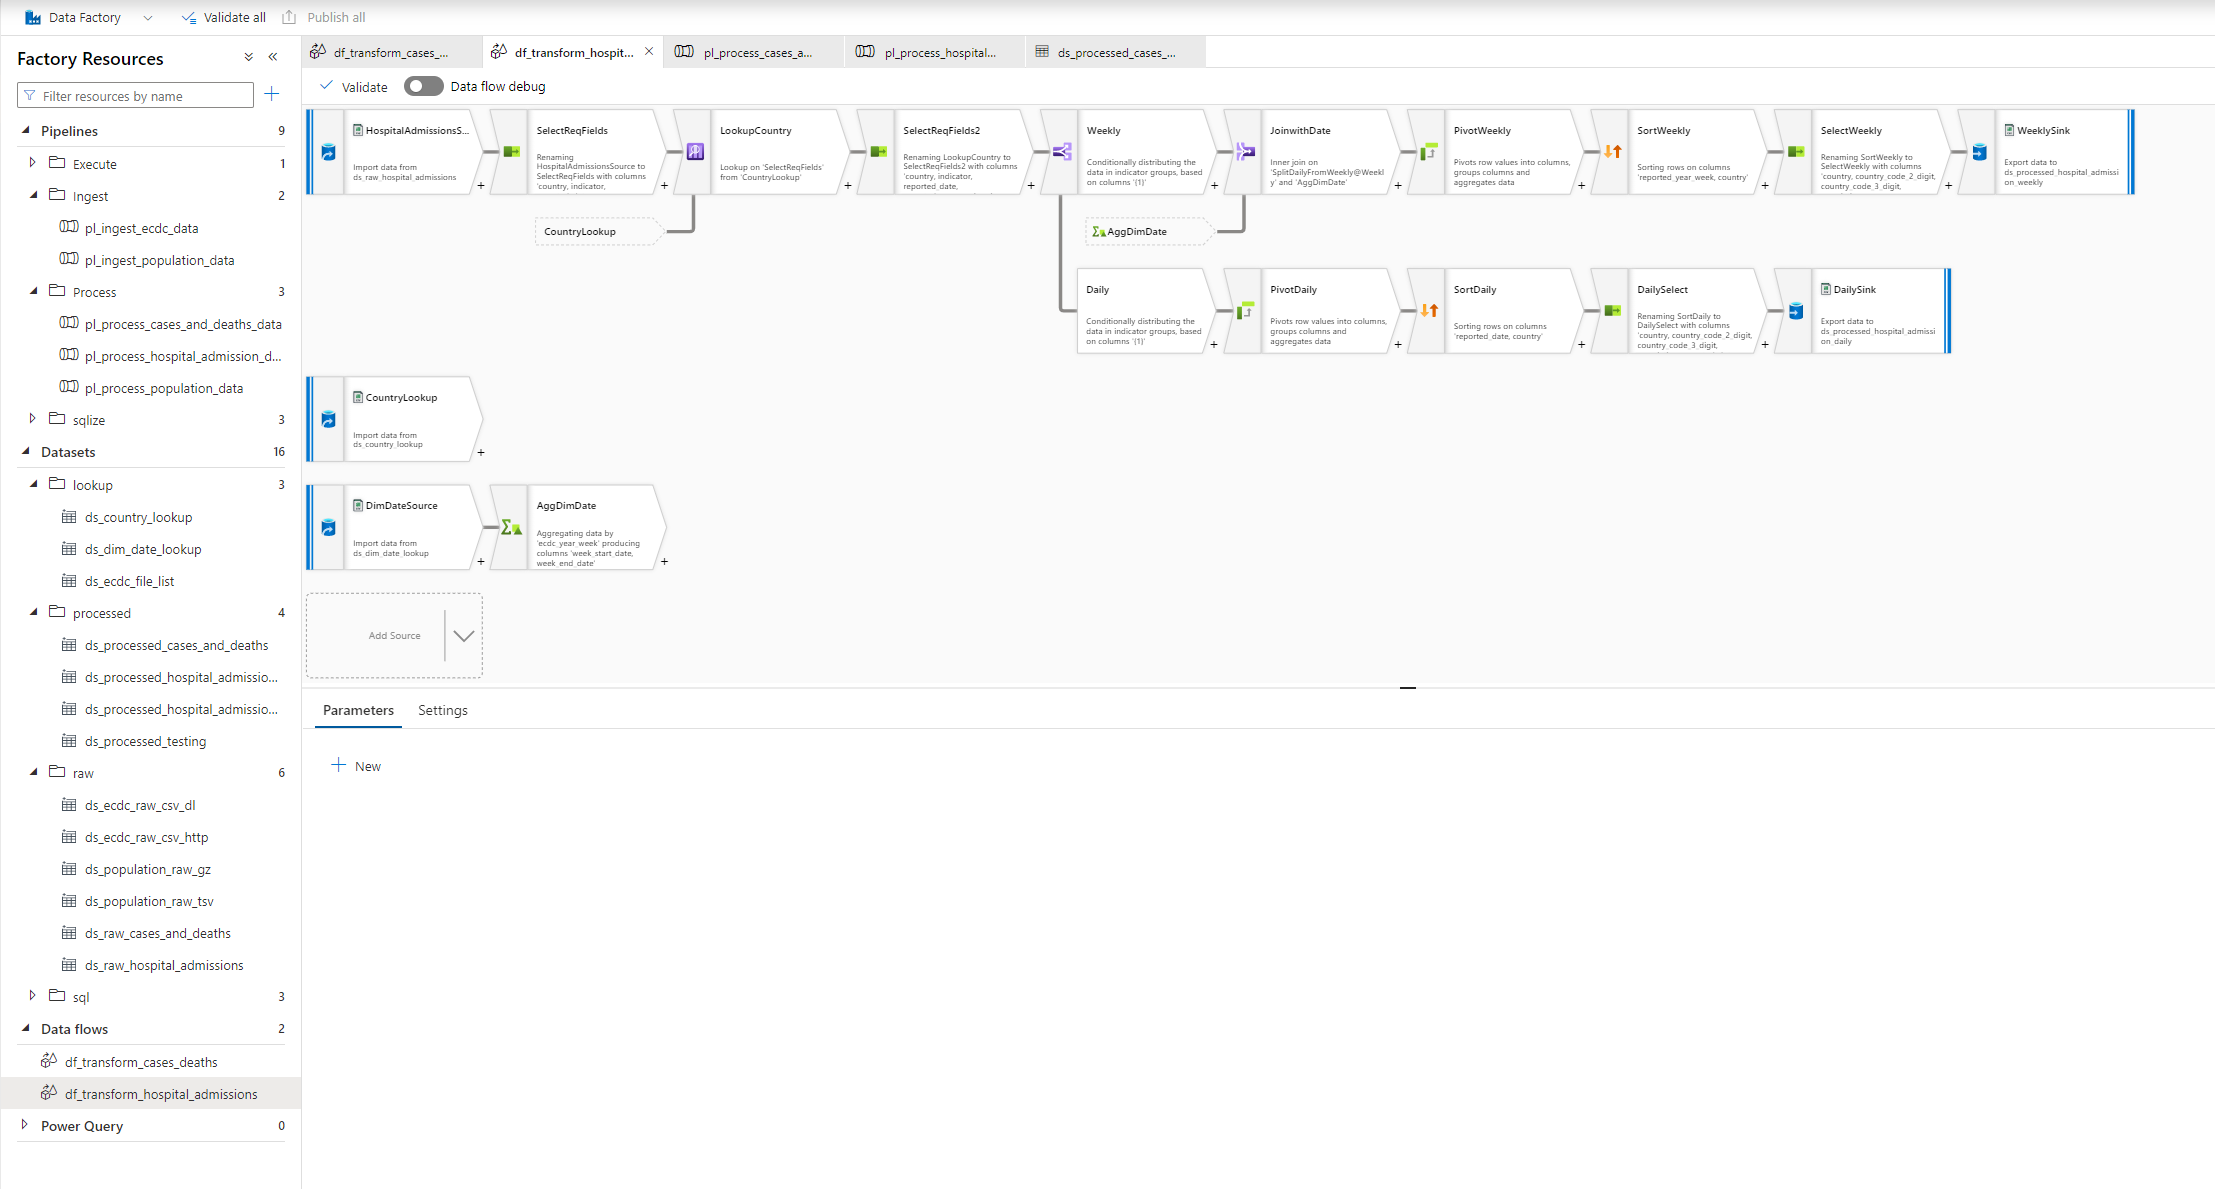 Data Factory
Validate all
Publish all
Factory Resources
Filter resources by name
Pipelines 9
Execute 1
Ingest 2
pl_ingest_ecdc_data
pl_ingest_population_data
Process 3
pl_process_cases_and_deaths_data
pl_process_hospital_admission_d...
pl_process_population_data
sqlize 3
Datasets 16
lookup 3
ds_country_lookup
ds_dim_date_lookup
ds_ecdc_file_list
processed 4
ds_processed_cases_and_deaths
ds_processed_hospital_admissio...
ds_processed_hospital_admissio...
ds_processed_testing
raw 6
ds_ecdc_raw_csv_dl
ds_ecdc_raw_csv_http
ds_population_raw_gz
ds_population_raw_tsv
ds_raw_cases_and_deaths
ds_raw_hospital_admissions
sql 3
Data flows 2
df_transform_cases_deaths
df_transform_hospital_admissions
Power Query 0
df_transform_cases_...
df_transform_hospit...
pl_process_cases_a...
pl_process_hospital...
ds_processed_cases_...
Validate
Data flow debug
HospitalAdmissionsS...
Import data from
ds_raw_hospital_admissions
SelectReqFields
Renaming
HospitalAdmissionsSource to
SelectReqFields with columns
'country, indicator,
LookupCountry
Lookup on 'SelectReqFields'
from 'CountryLookup'
SelectReqFields2
Renaming LookupCountry to
SelectReqFields2 with columns
'country, indicator,
reported_date,
Weekly
Conditionally distributing the
data in indicator groups, based
on columns '{1}'
JoinwithDate
Inner join on
'SplitDailyFromWeekly@Weekl
y' and 'AggDimDate'
PivotWeekly
Pivots row values into columns,
groups columns and
aggregates data
SortWeekly
Sorting rows on columns
'reported_year_week, country'
SelectWeekly
Renaming SortWeekly to
SelectWeekly with columns
'country, country_code_2_digit,
country_code_3_digit,
WeeklySink
Export data to
ds_processed_hospital_admissi
on_weekly
CountryLookup
AggDimDate
Daily
Conditionally distributing the
data in indicator groups, based
on columns '{1}'
PivotDaily
Pivots row values into columns,
groups columns and
aggregates data
SortDaily
Sorting rows on columns
'reported_date, country'
DailySelect
Renaming SortDaily to
DailySelect with columns
'country, country_code_2_digit,
country_code_3_digit,
DailySink
Export data to
ds_processed_hospital_admissi
on_daily
CountryLookup
Import data from
ds_country_lookup
DimDateSource
Import data from
ds_dim_date_lookup
AggDimDate
Aggregating data by
'ecdc_year_week' producing
columns 'week_start_date,
week_end_date'
Add Source
Parameters
Settings
New